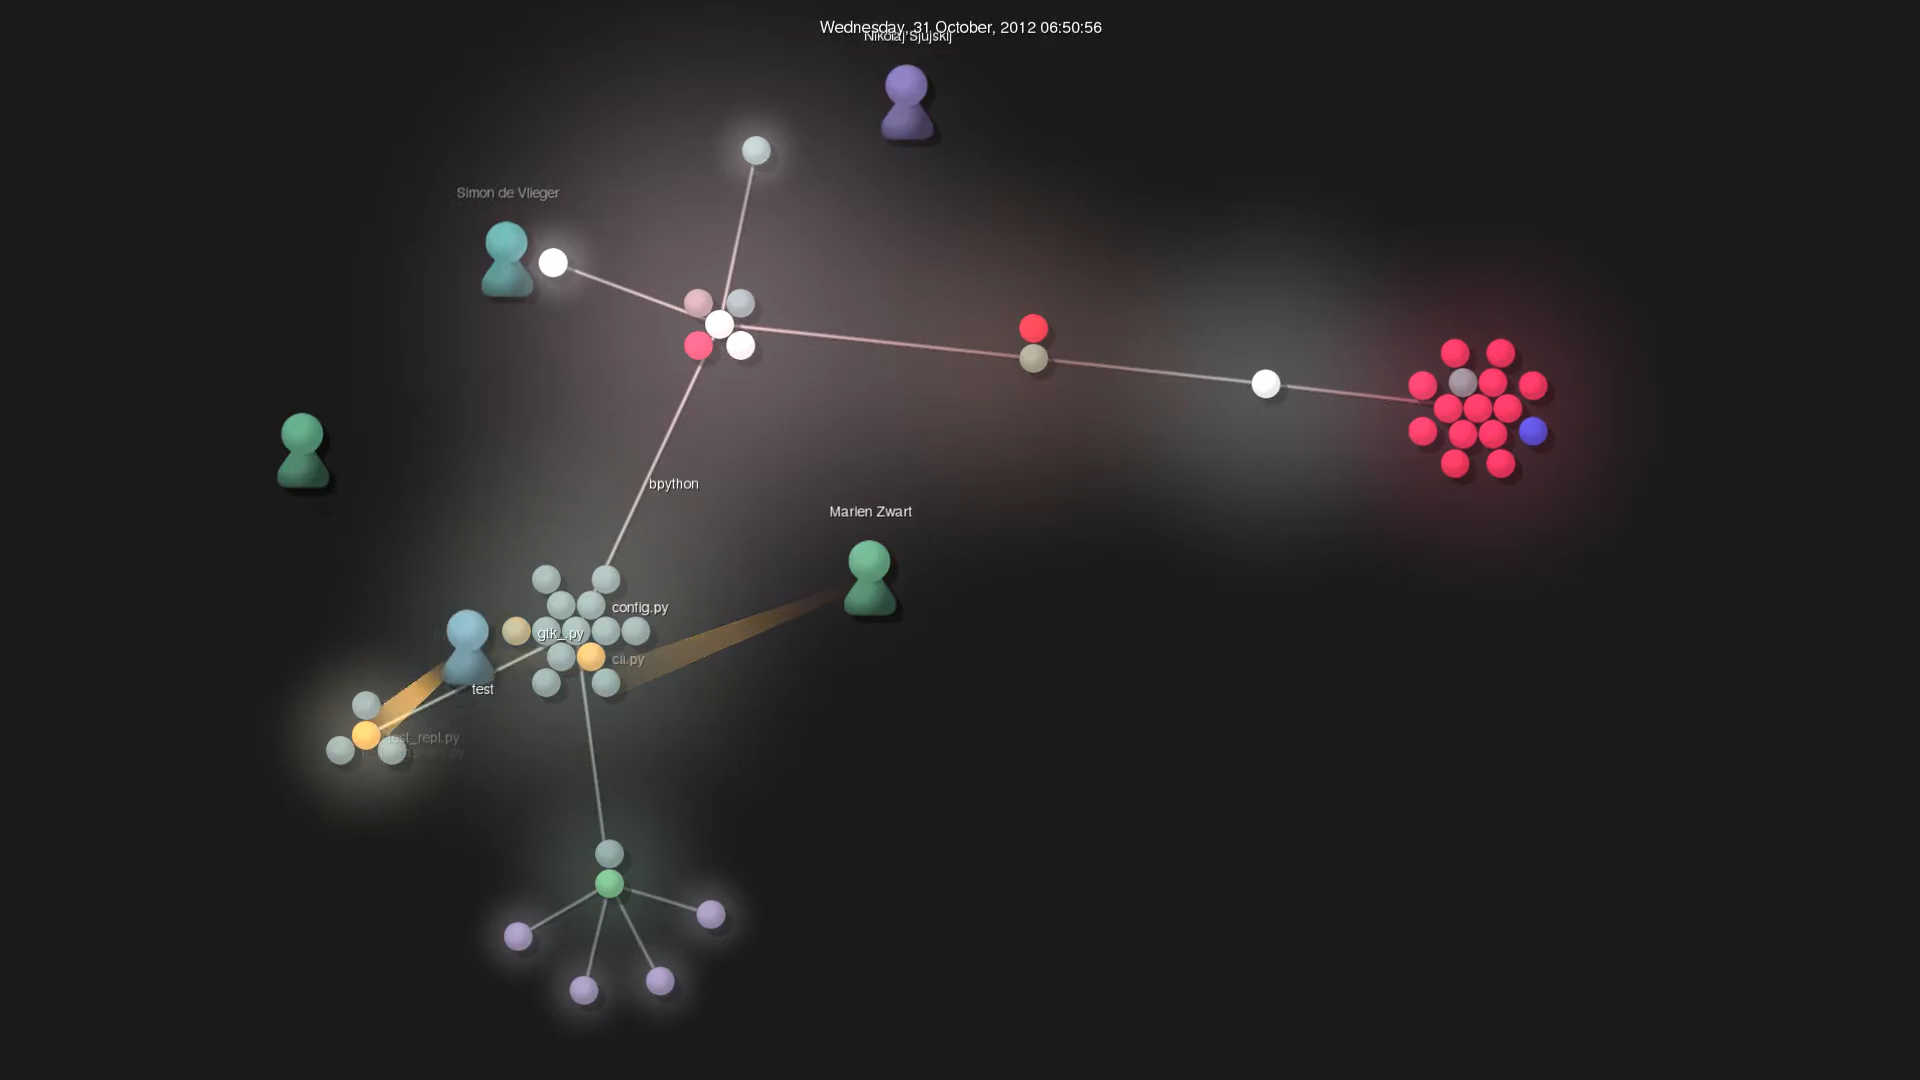 Wednesday, 31 October, 2012 06:50:56
Nikolaj Sjujskij
Simon de Vlieger
bpython
Marien Zwart
config.py
gtk_.py
cli.py
test
test_repl.py